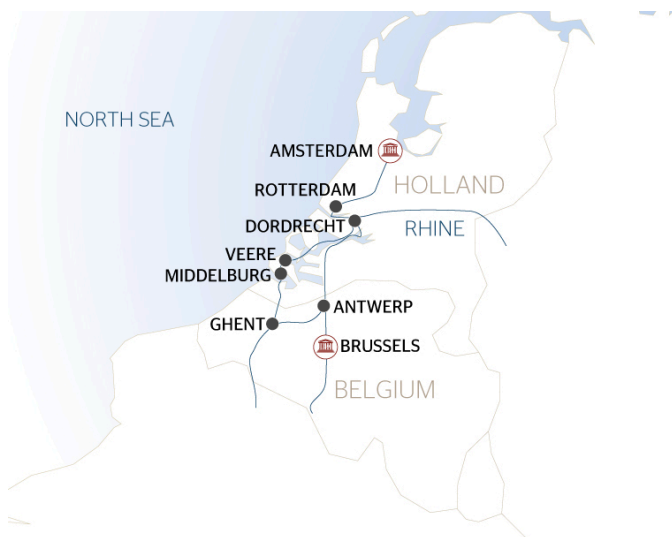 NORTH SEA
AMSTERDAM
ROTTERDAM
HOLLAND
DORDRECHT
RHINE
VEERE
MIDDELBURG
ANTWERP
GHENT
BRUSSELS
BELGIUM